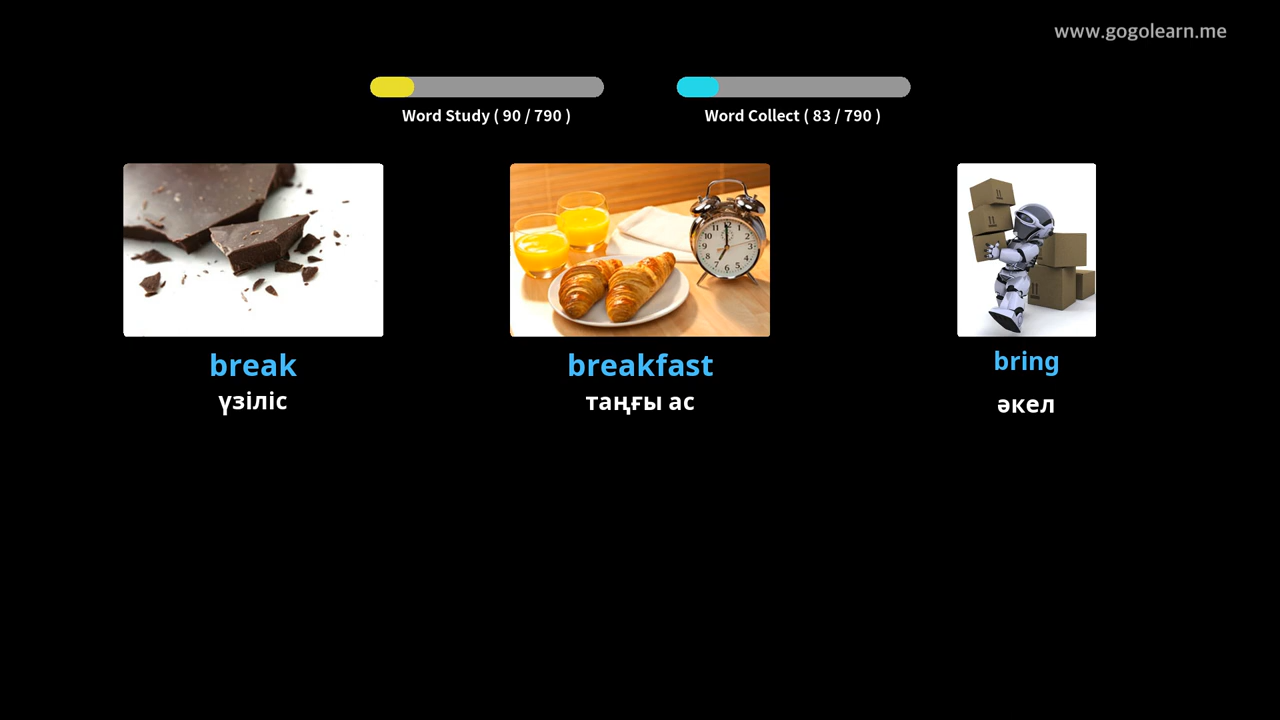 www.gogolearn.me
Word Study ( 90 / 790 )
Word Collect ( 83 / 790 )
break
үзіліс
breakfast
таңғы ас
bring
әкел